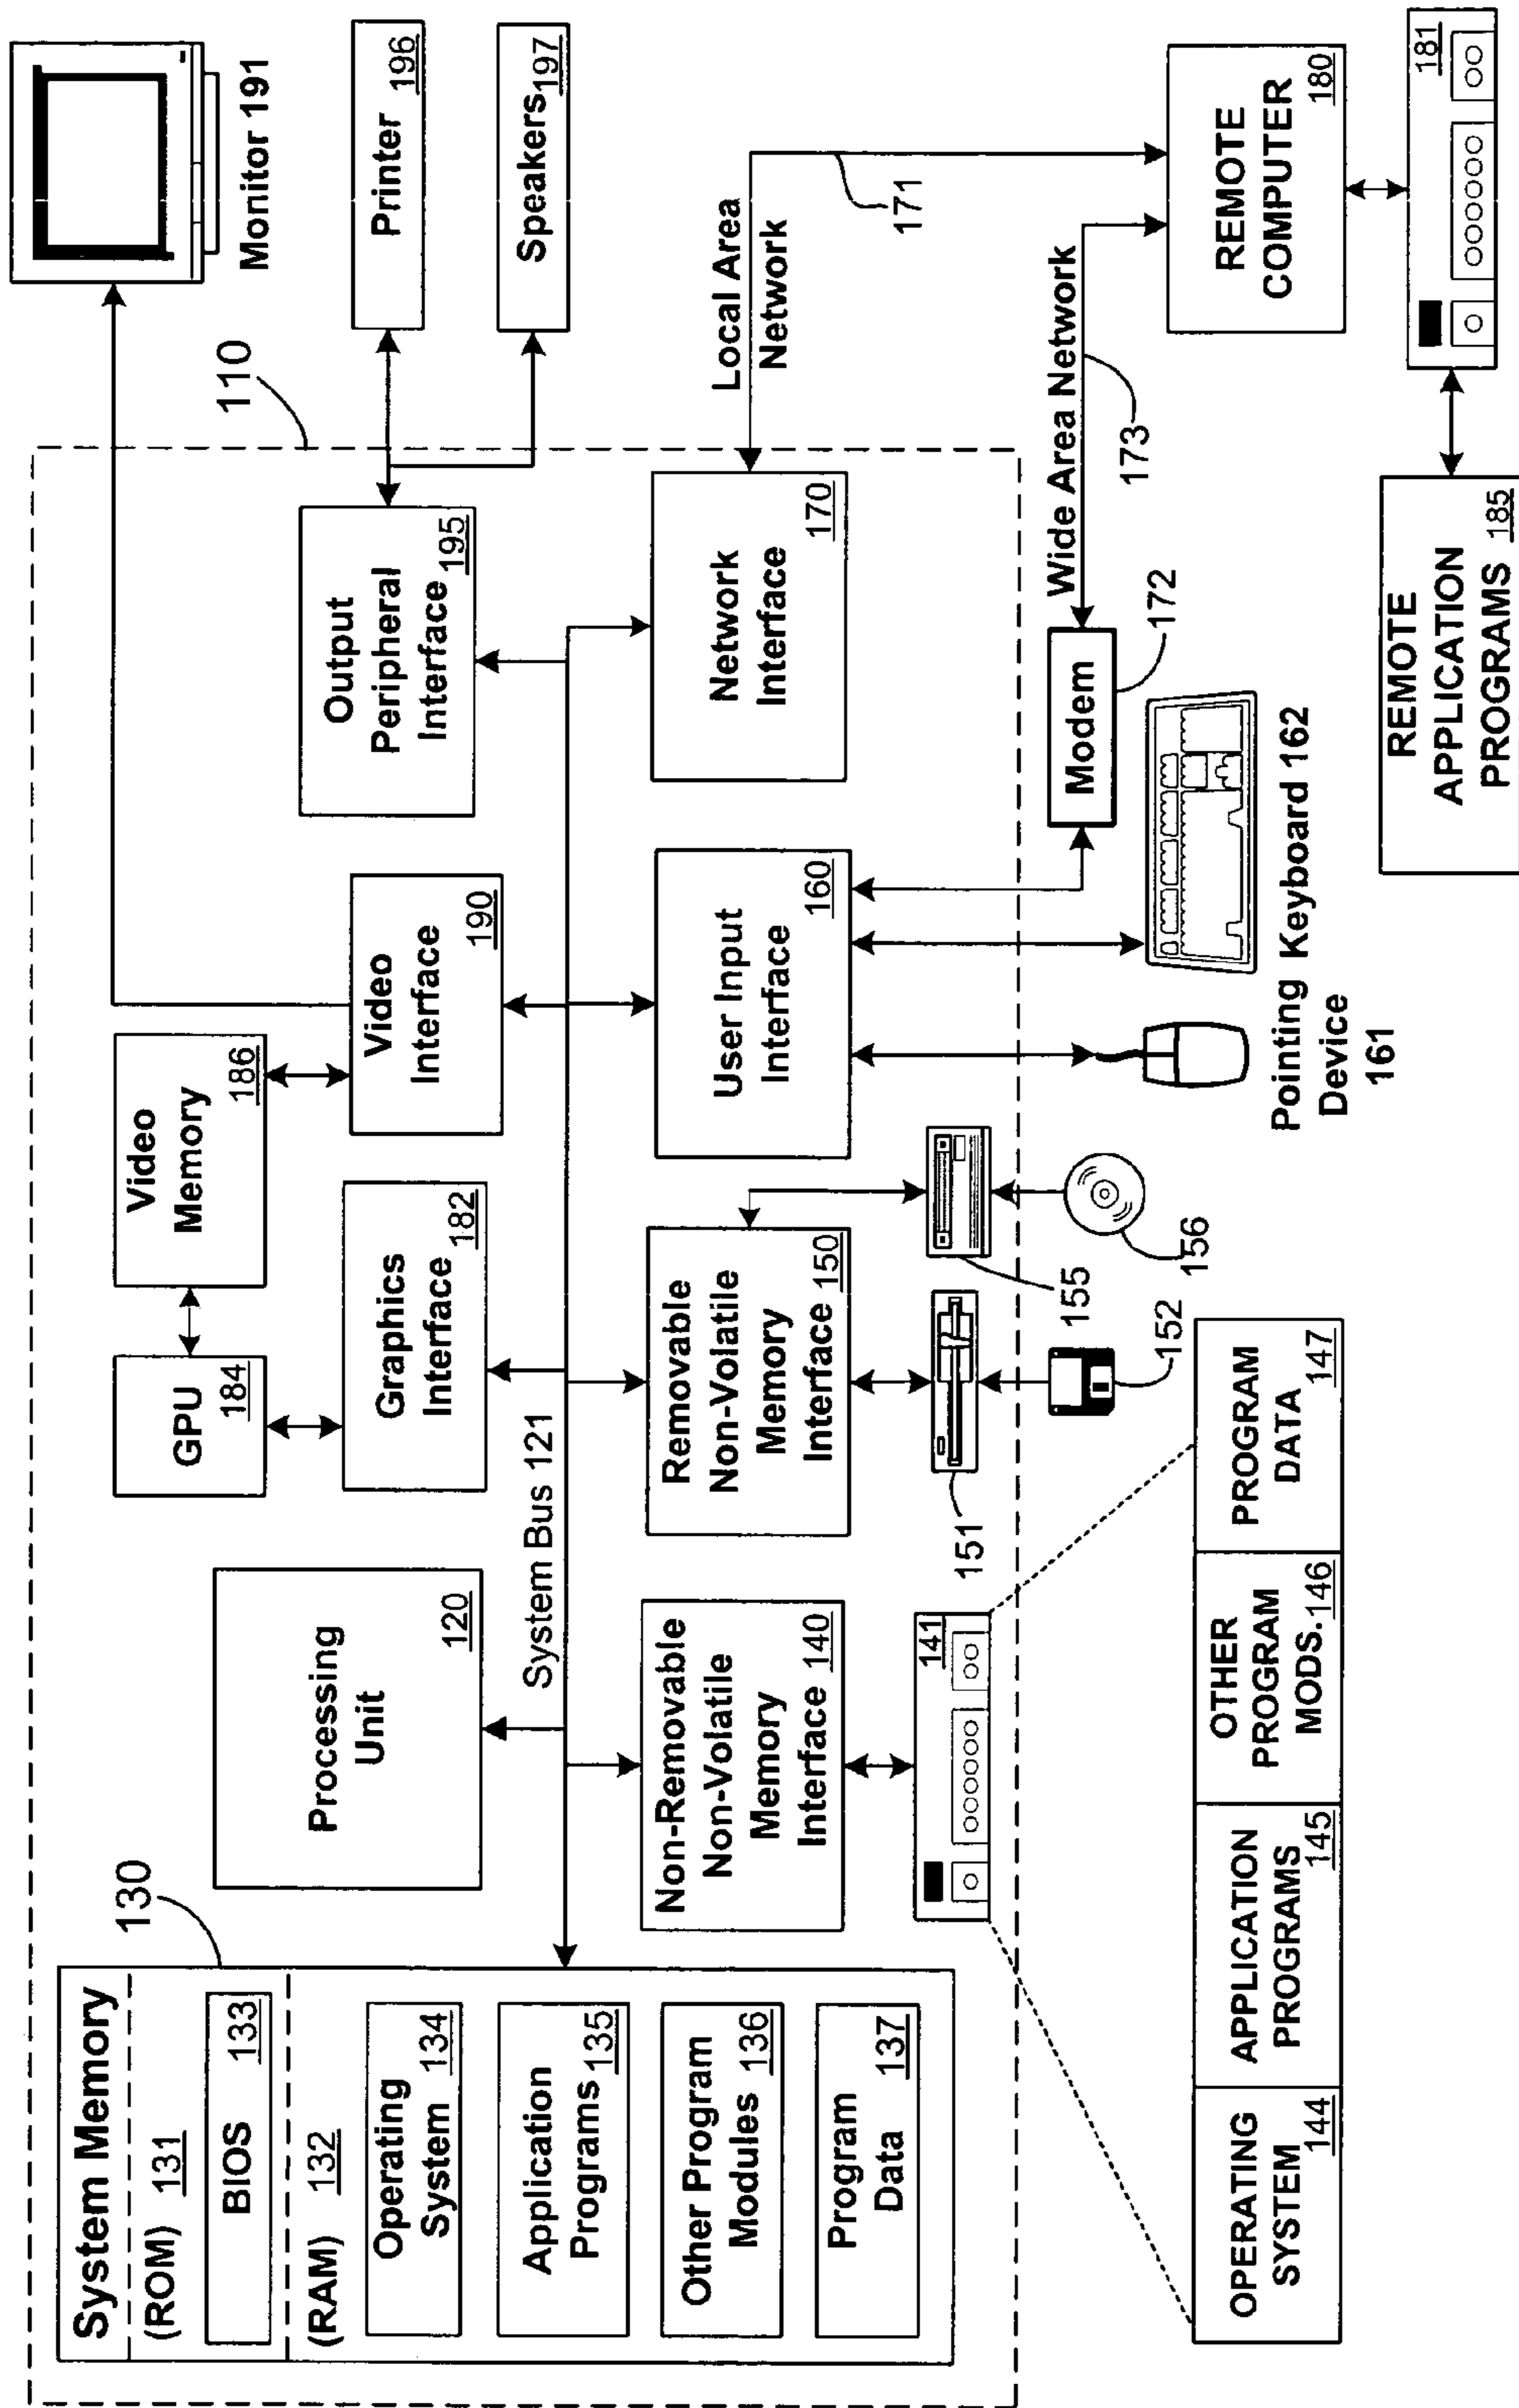 110
System Memory
130
(ROM) 131
BIOS 133
(RAM) 132
Operating
System 134
Application
Programs 135
Other Program
Modules 136
Program
Data 137
Processing
Unit
120
System Bus 121
GPU
184
Video
Memory
186
Graphics
Interface
182
Video
Interface
190
Output
Peripheral
Interface 195
Monitor 191
Printer
196
Speakers 197
Non-Removable
Non-Volatile
Memory
Interface 140
Removable
Non-Volatile
Memory
Interface 150
User Input
Interface
160
Network
Interface
170
Local Area
Network
171
141
151
155
152
156
Modem
172
Wide Area Network
173
Pointing
Device
161
Keyboard 162
OPERATING
SYSTEM
144
APPLICATION
PROGRAMS
145
OTHER
PROGRAM
MODS. 146
PROGRAM
DATA
147
REMOTE
COMPUTER
180
181
REMOTE
APPLICATION
PROGRAMS 185